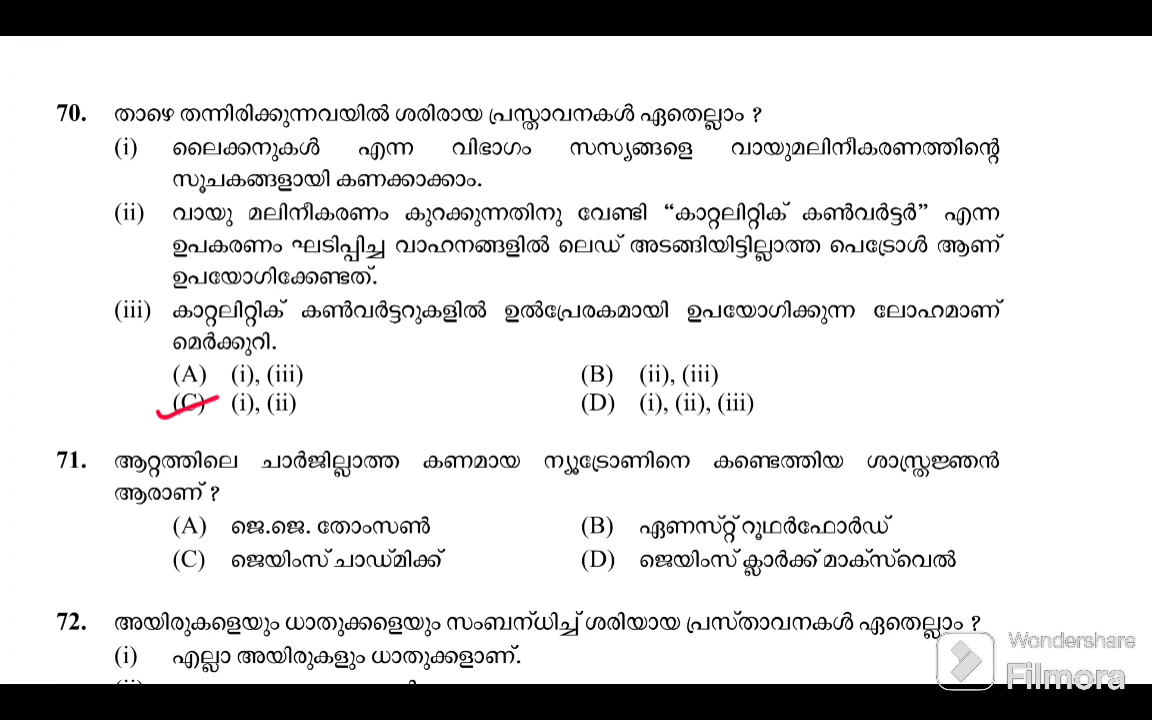 70. താഴെ തന്നിരിക്കുന്നവയിൽ ശരിരായ പ്രസ്താവനകൾ ഏതെല്ലാം ?
(i) ലൈക്കനുകൾ എന്ന വിഭാഗം സസ്യങ്ങളെ വായുമലിനീകരണത്തിന്റെ
സൂചകങ്ങളായി കണക്കാക്കാം.
(ii) വായു മലിനീകരണം കുറക്കുന്നതിനു വേണ്ടി “കാറ്റലിറ്റിക് കൺവർട്ടർ” എന്ന
ഉപകരണം ഘടിപ്പിച്ച വാഹനങ്ങളിൽ ലെഡ് അടങ്ങിയിട്ടില്ലാത്ത പെട്രോൾ ആണ്
ഉപയോഗിക്കേണ്ടത്.
(iii) കാറ്റലിറ്റിക് കൺവർട്ടറുകളിൽ ഉൽപ്രേരകമായി ഉപയോഗിക്കുന്ന ലോഹമാണ്
മെർക്കുറി.
(A) (i), (iii) (B) (ii), (iii)
(C) (i), (ii) (D) (i), (ii), (iii)
71. ആറ്റത്തിലെ ചാർജില്ലാത്ത കണമായ ന്യൂട്രോണിനെ കണ്ടെത്തിയ ശാസ്ത്രജ്ഞൻ
ആരാണ് ?
(A) ജെ.ജെ. തോംസൺ (B) ഏണസ്റ്റ് റൂഥർഫോർഡ്
(C) ജെയിംസ് ചാഡ്മിക്ക് (D) ജെയിംസ് ക്ലാർക്ക് മാക്സ്‌വെൽ
72. അയിരുകളെയും ധാതുക്കളെയും സംബന്ധിച്ച് ശരിയായ പ്രസ്താവനകൾ ഏതെല്ലാം ?
(i) എല്ലാ അയിരുകളും ധാതുക്കളാണ്.
Wondershare
Filmora